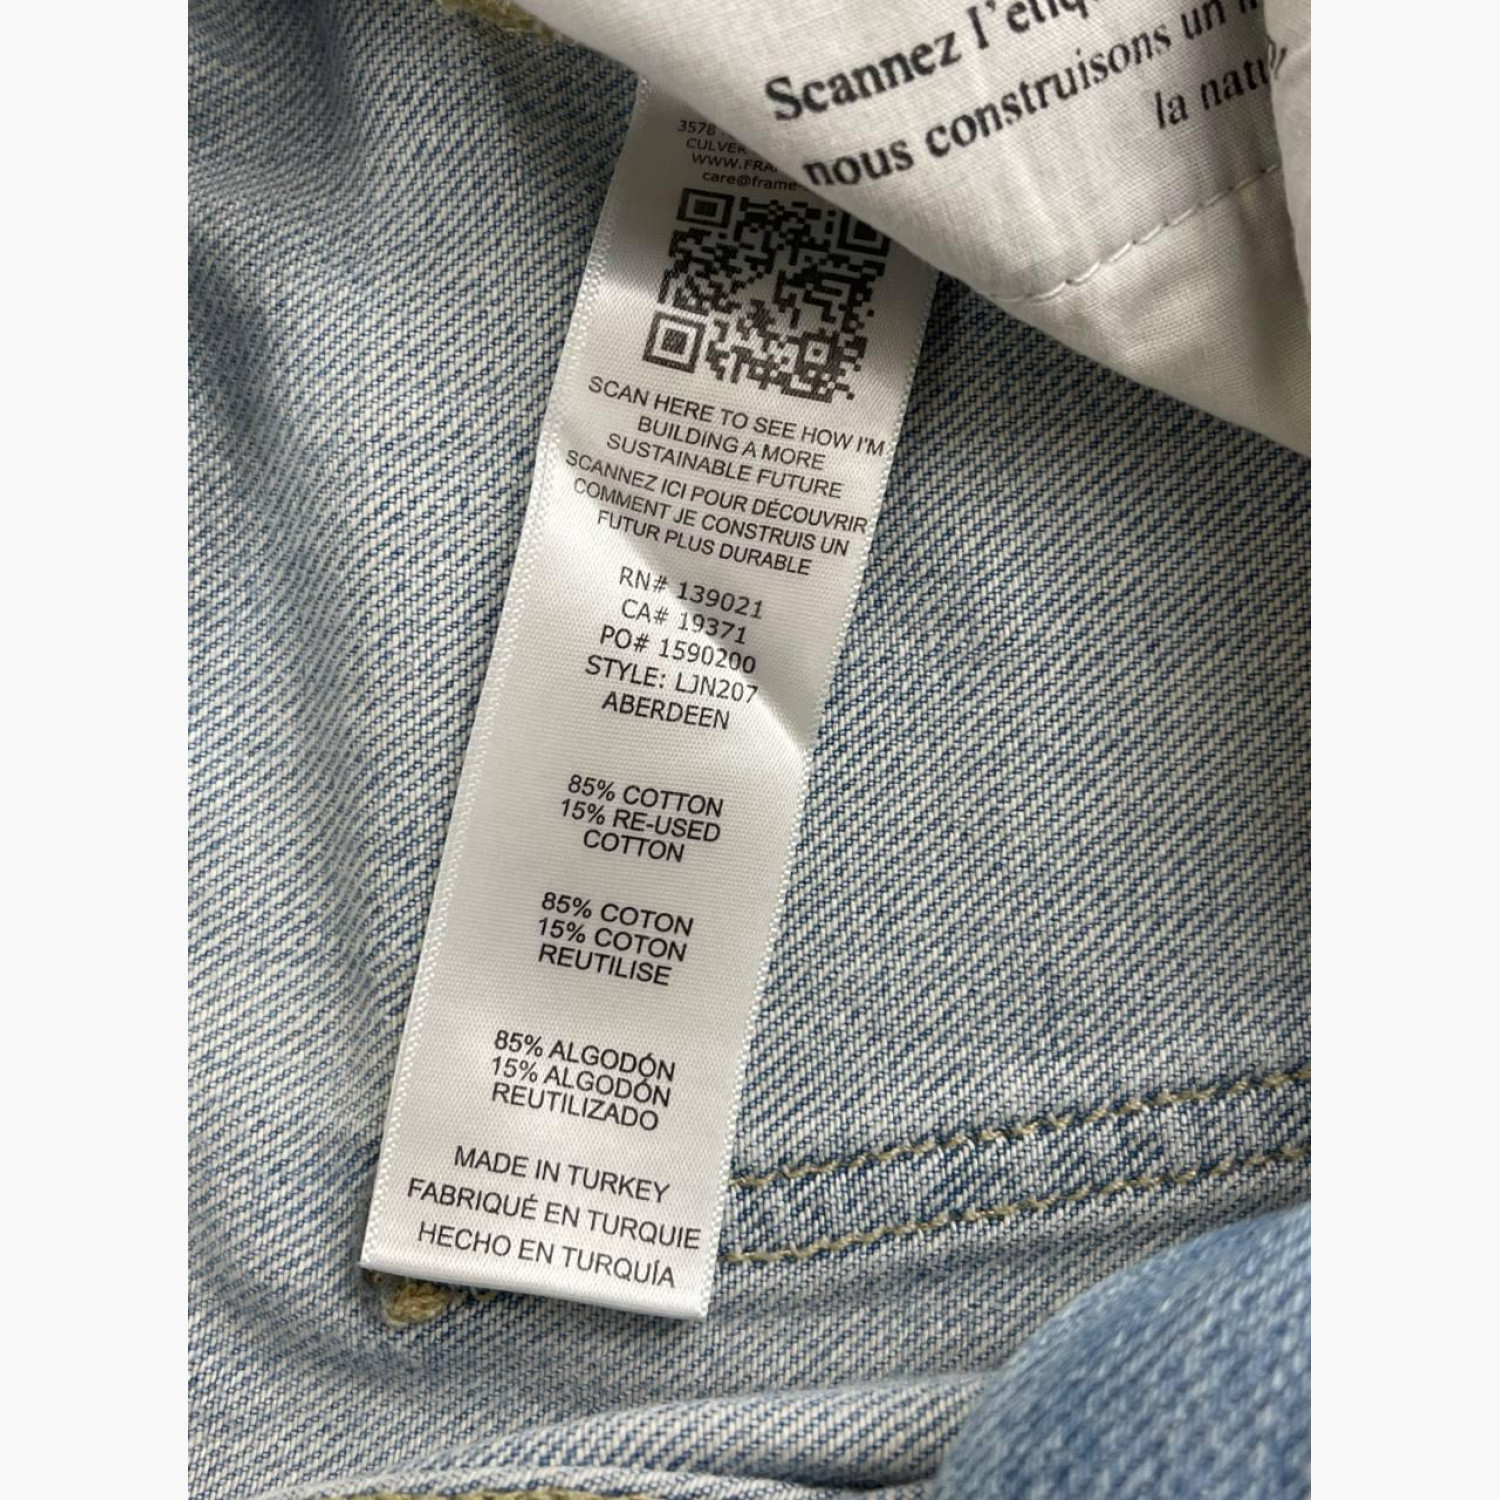 Scannez l'
nous construisons un
la
3578
CULVER
WWW.FRA
care@frame-
SCAN HERE TO SEE HOW I'M
BUILDING A MORE
SUSTAINABLE FUTURE
SCANNEZ ICI POUR DÉCOUVRIR
COMMENT JE CONSTRUIS UN
FUTUR PLUS DURABLE
RN# 139021
CA# 19371
PO# 1590200
STYLE: LJN207
ABERDEEN
85% COTTON
15% RE-USED
COTTON
85% COTON
15% COTON
REUTILISE
85% ALGODÓN
15% ALGODÓN
REUTILIZADO
MADE IN TURKEY
FABRIQUÉ EN TURQUIE
HECHO EN TURQUÍA